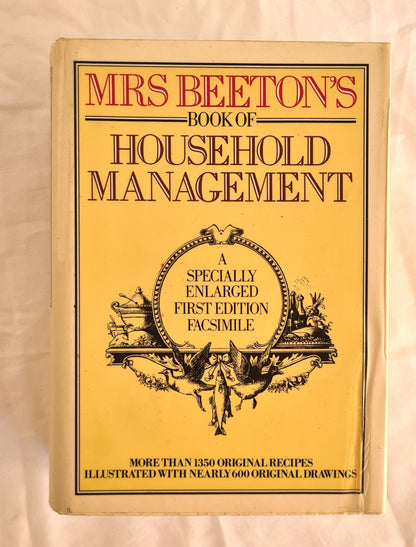 MRS BEETON'S
BOOK OF
HOUSEHOLD
MANAGEMENT
A
SPECIALLY
ENLARGED
FIRST EDITION
FACSIMILE
MORE THAN 1350 ORIGINAL RECIPES
ILLUSTRATED WITH NEARLY 600 ORIGINAL DRAWINGS